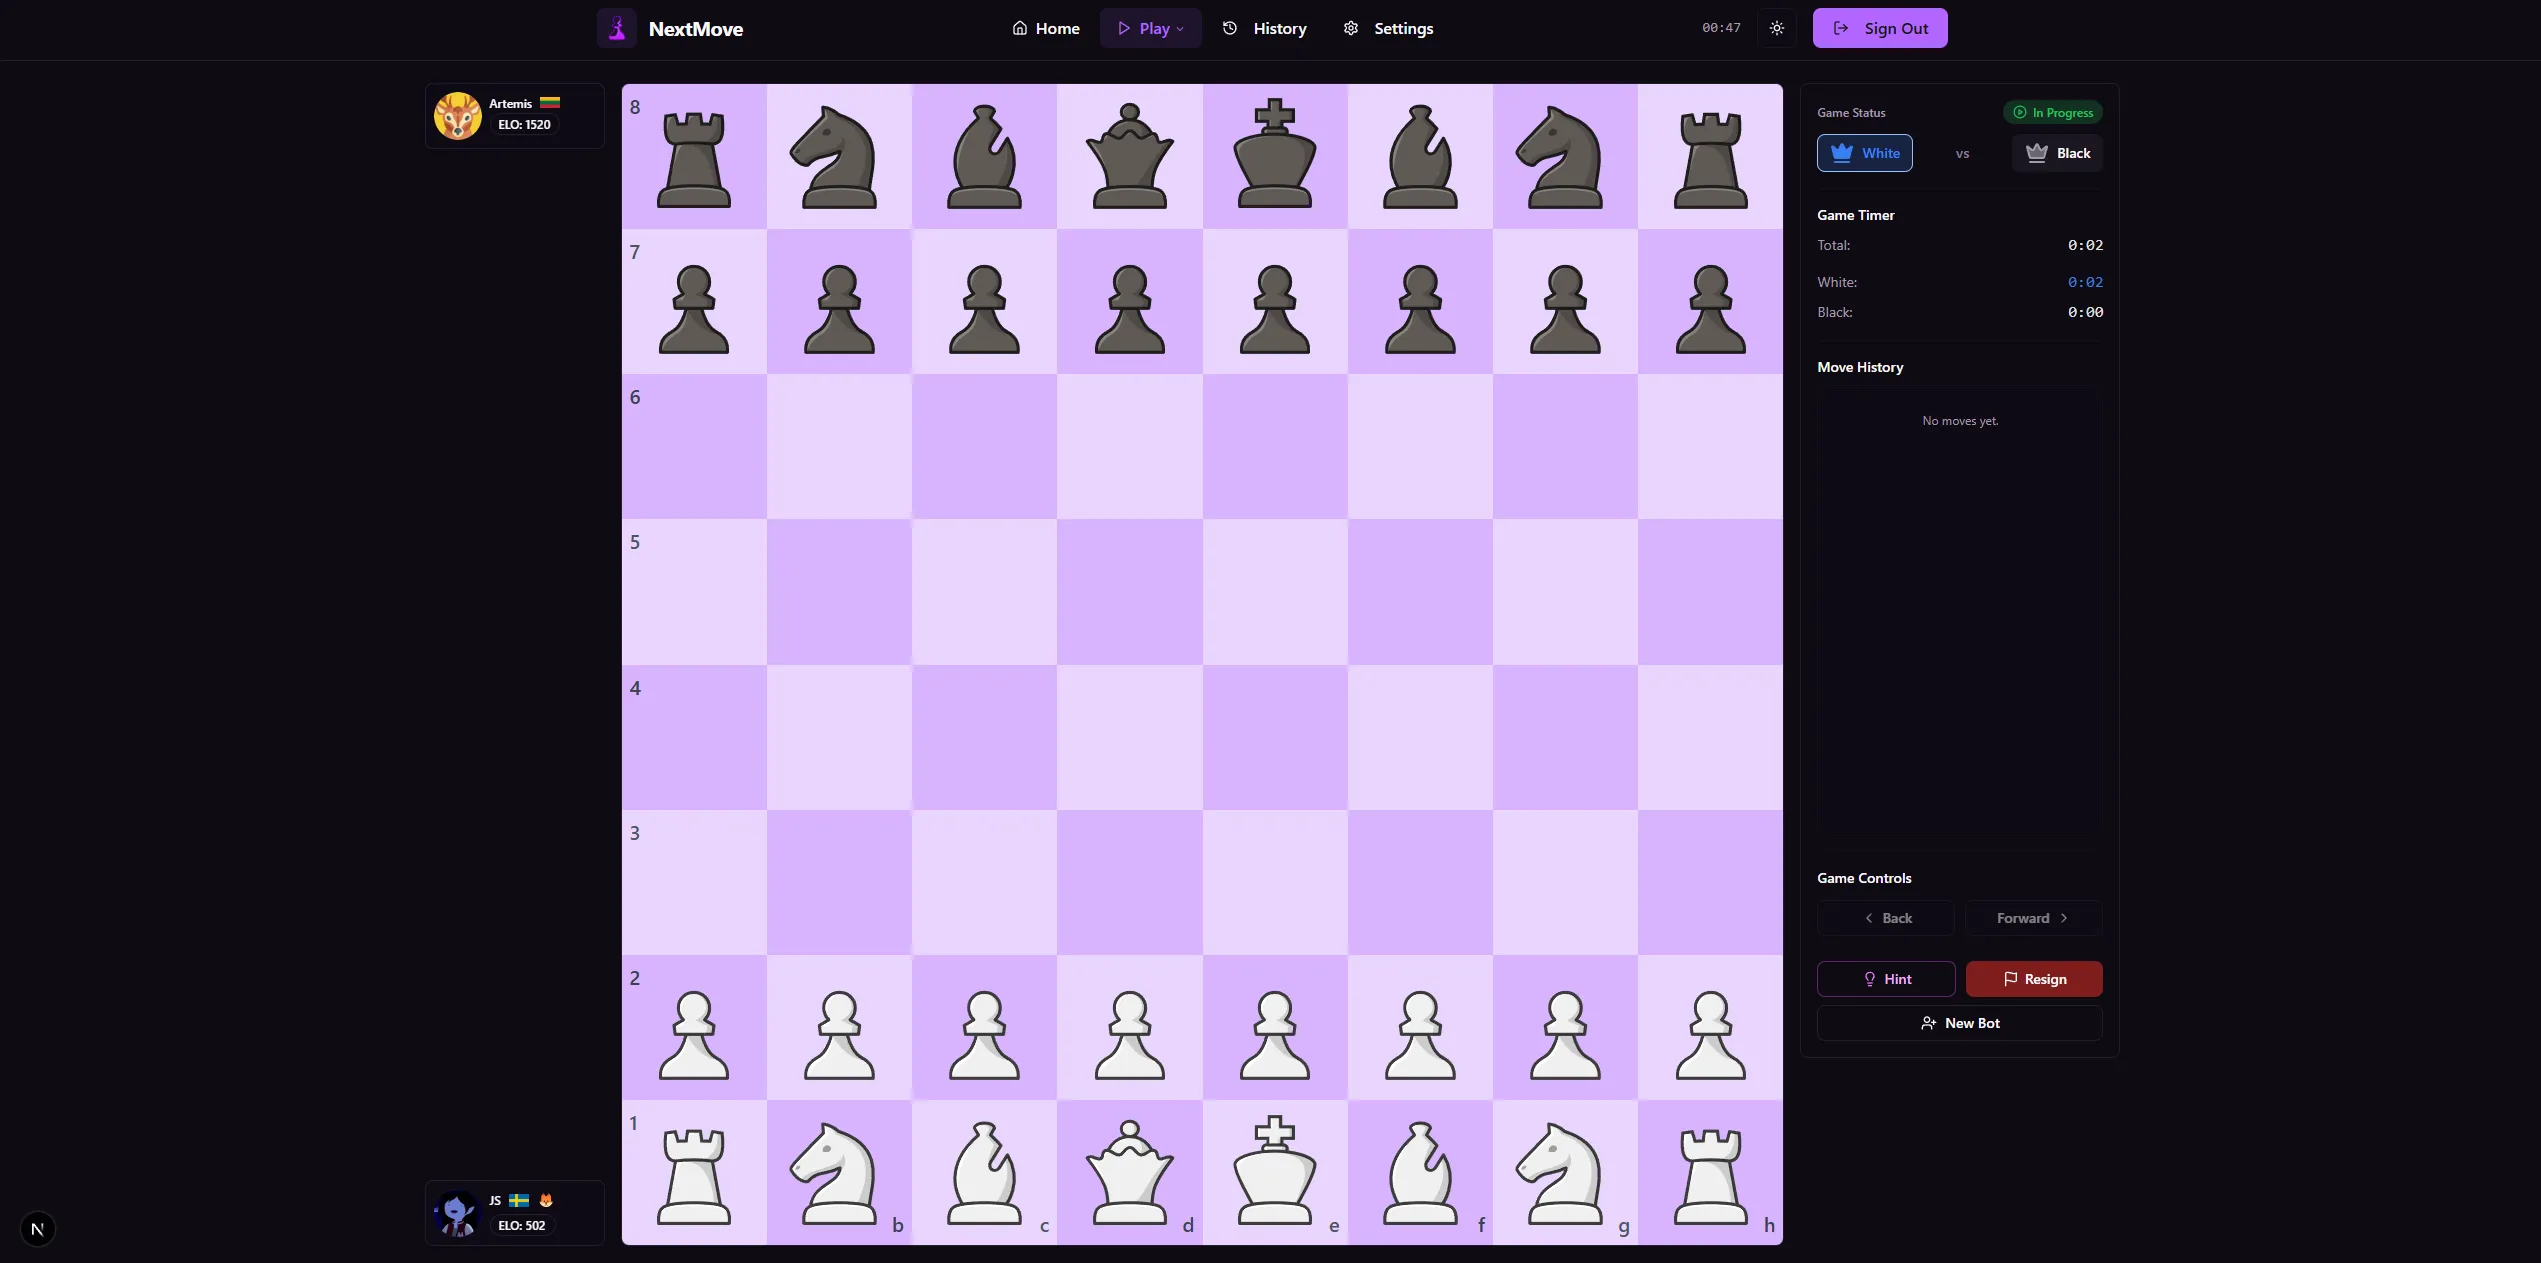 NextMove
Home
Play
History
Settings
00:47
Sign Out
Artemis
ELO: 1520
8
7
6
5
4
3
2
1
b
c
d
e
f
g
h
JS
ELO: 502
N
Game Status
In Progress
White
vs
Black
Game Timer
Total:
0:02
White:
0:02
Black:
0:00
Move History
No moves yet.
Game Controls
Back
Forward
Hint
Resign
New Bot